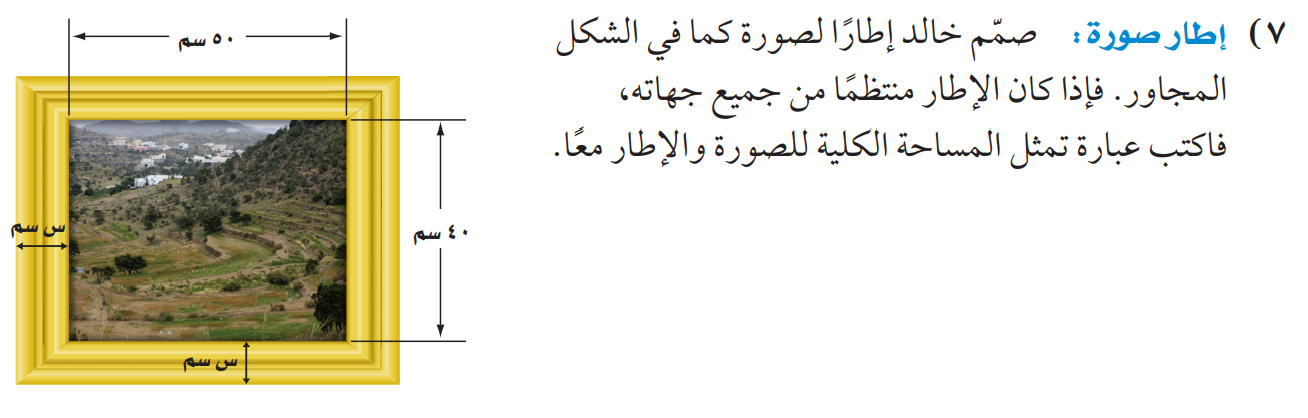 ٧) إطار صورة : صمّم خالد إطارًا لصورة كما في الشكل
المجاور. فإذا كان الإطار منتظمًا من جميع جهاته،
فاكتب عبارة تمثل المساحة الكلية للصورة والإطار معًا.
٥٠ سم
٤٠ سم
س سم
س سم